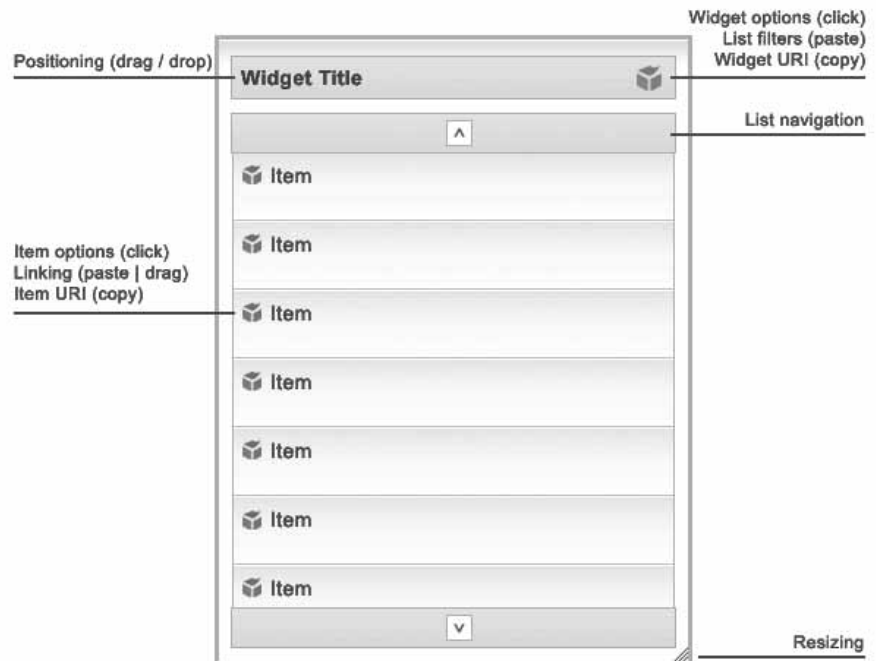 Widget options (click)
List filters (paste)
Widget URI (copy)
Positioning (drag / drop)
Widget Title
List navigation
Item
Item
Item options (click)
Linking (paste | drag)
Item URI (copy)
Item
Item
Item
Item
Item
Resizing